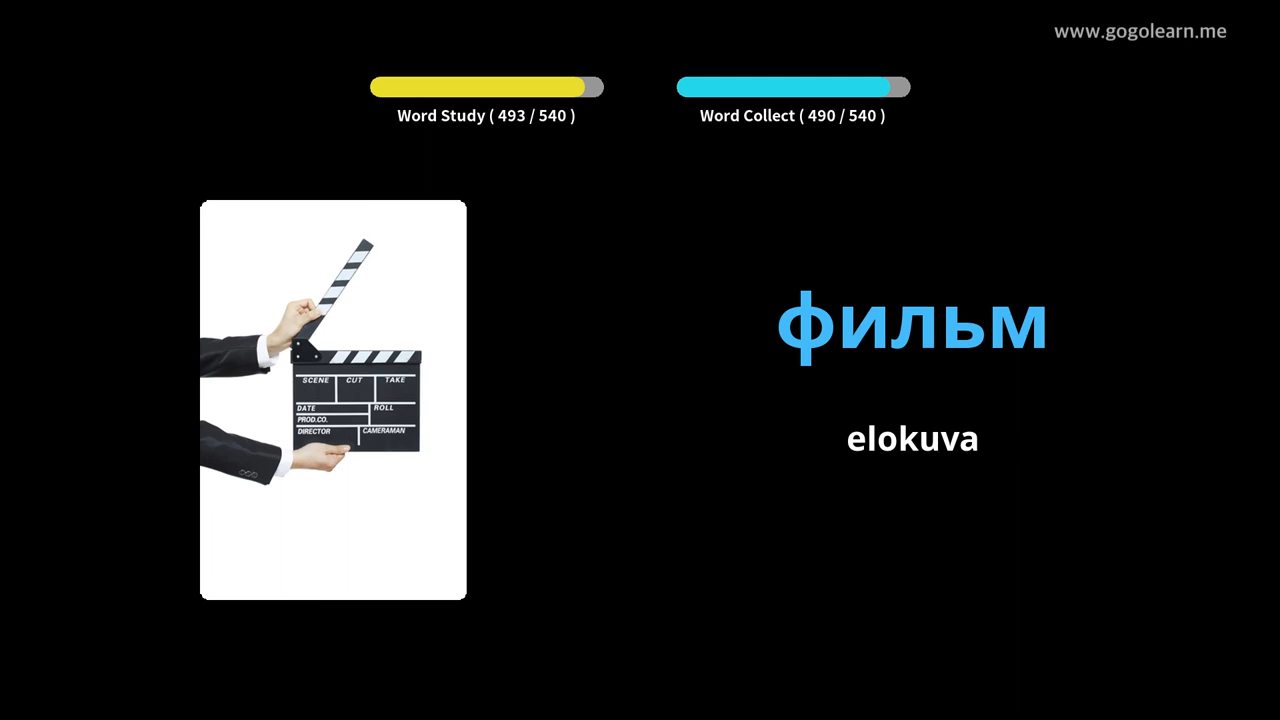 www.gogolearn.me
Word Study ( 493 / 540 )
Word Collect ( 490 / 540 )
SCENE CUT TAKE
DATE ROLL
PROD.CO.
DIRECTOR CAMERAMAN
фильм
elokuva